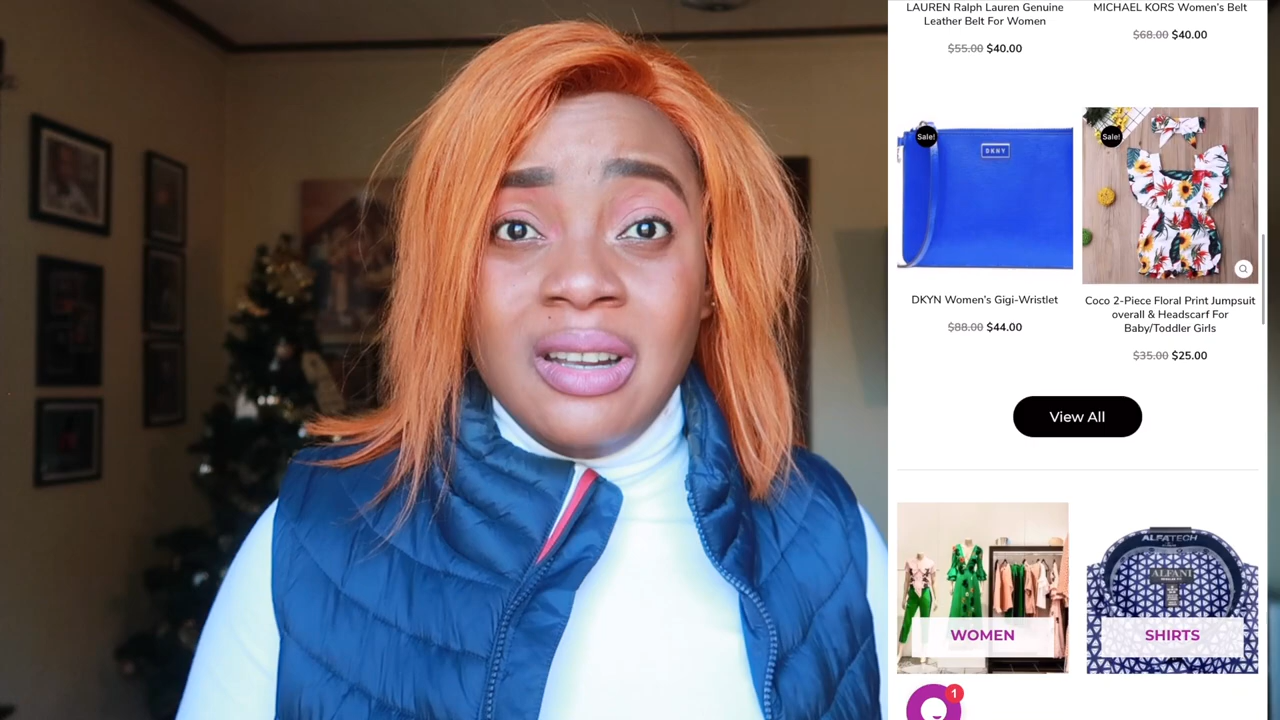 LAUREN Ralph Lauren Genuine
Leather Belt For Women
$55.00 $40.00
MICHAEL KORS Women's Belt
$68.00 $40.00
Sale!
DKNY
DKYN Women's Gigi-Wristlet
$88.00 $44.00
Sale!
Coco 2-Piece Floral Print Jumpsuit
overall & Headscarf For
Baby/Toddler Girls
$35.00 $25.00
View All
WOMEN
ALFATECH
ALFANI
SHIRTS
1